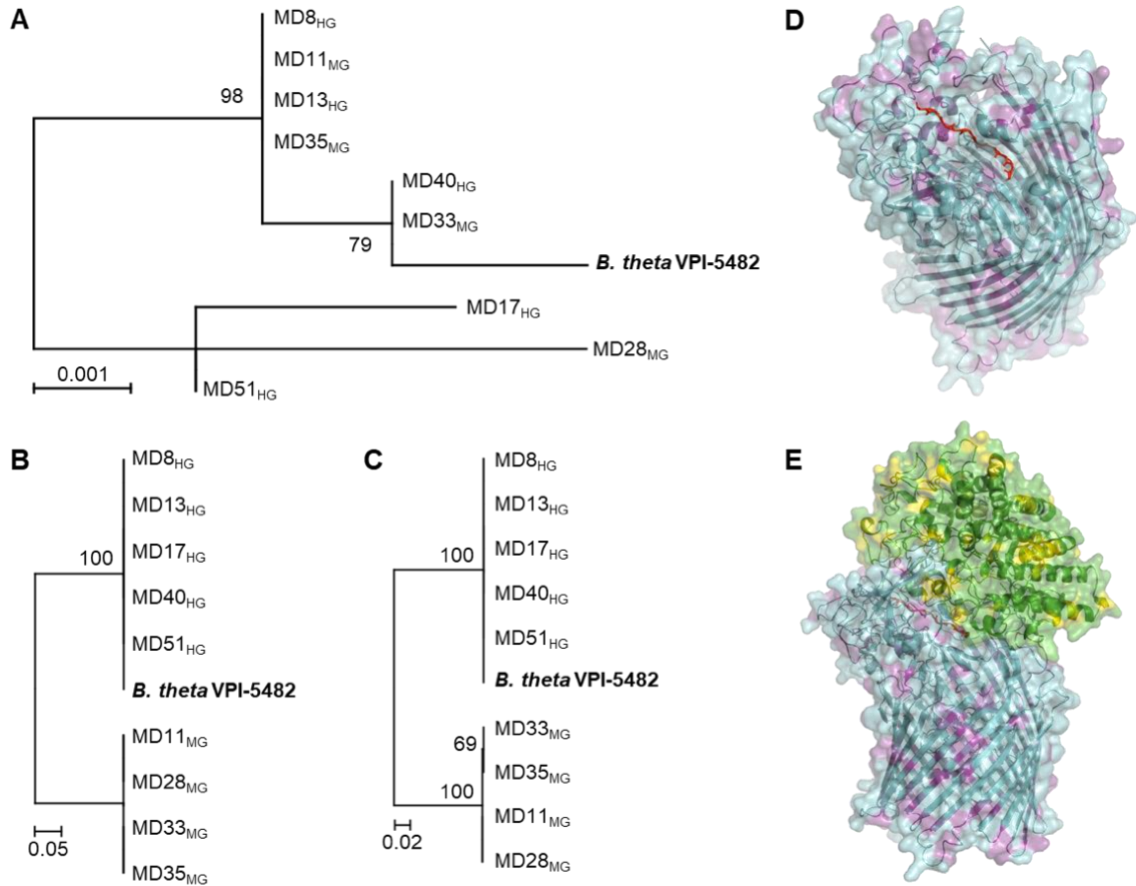 A
MD8HG
MD11MG
98
MD13HG
MD35MG
MD40HG
MD33MG
79
B. theta VPI-5482
MD17HG
MD28MG
0.001
MD51HG
B
MD8HG
MD13HG
MD17HG
100
MD40HG
MD51HG
B. theta VPI-5482
MD11MG
MD28MG
MD33MG
0.05
MD35MG
C
MD8HG
MD13HG
MD17HG
100
MD40HG
MD51HG
B. theta VPI-5482
MD33MG
69
MD35MG
100
MD11MG
0.02
MD28MG
D
E